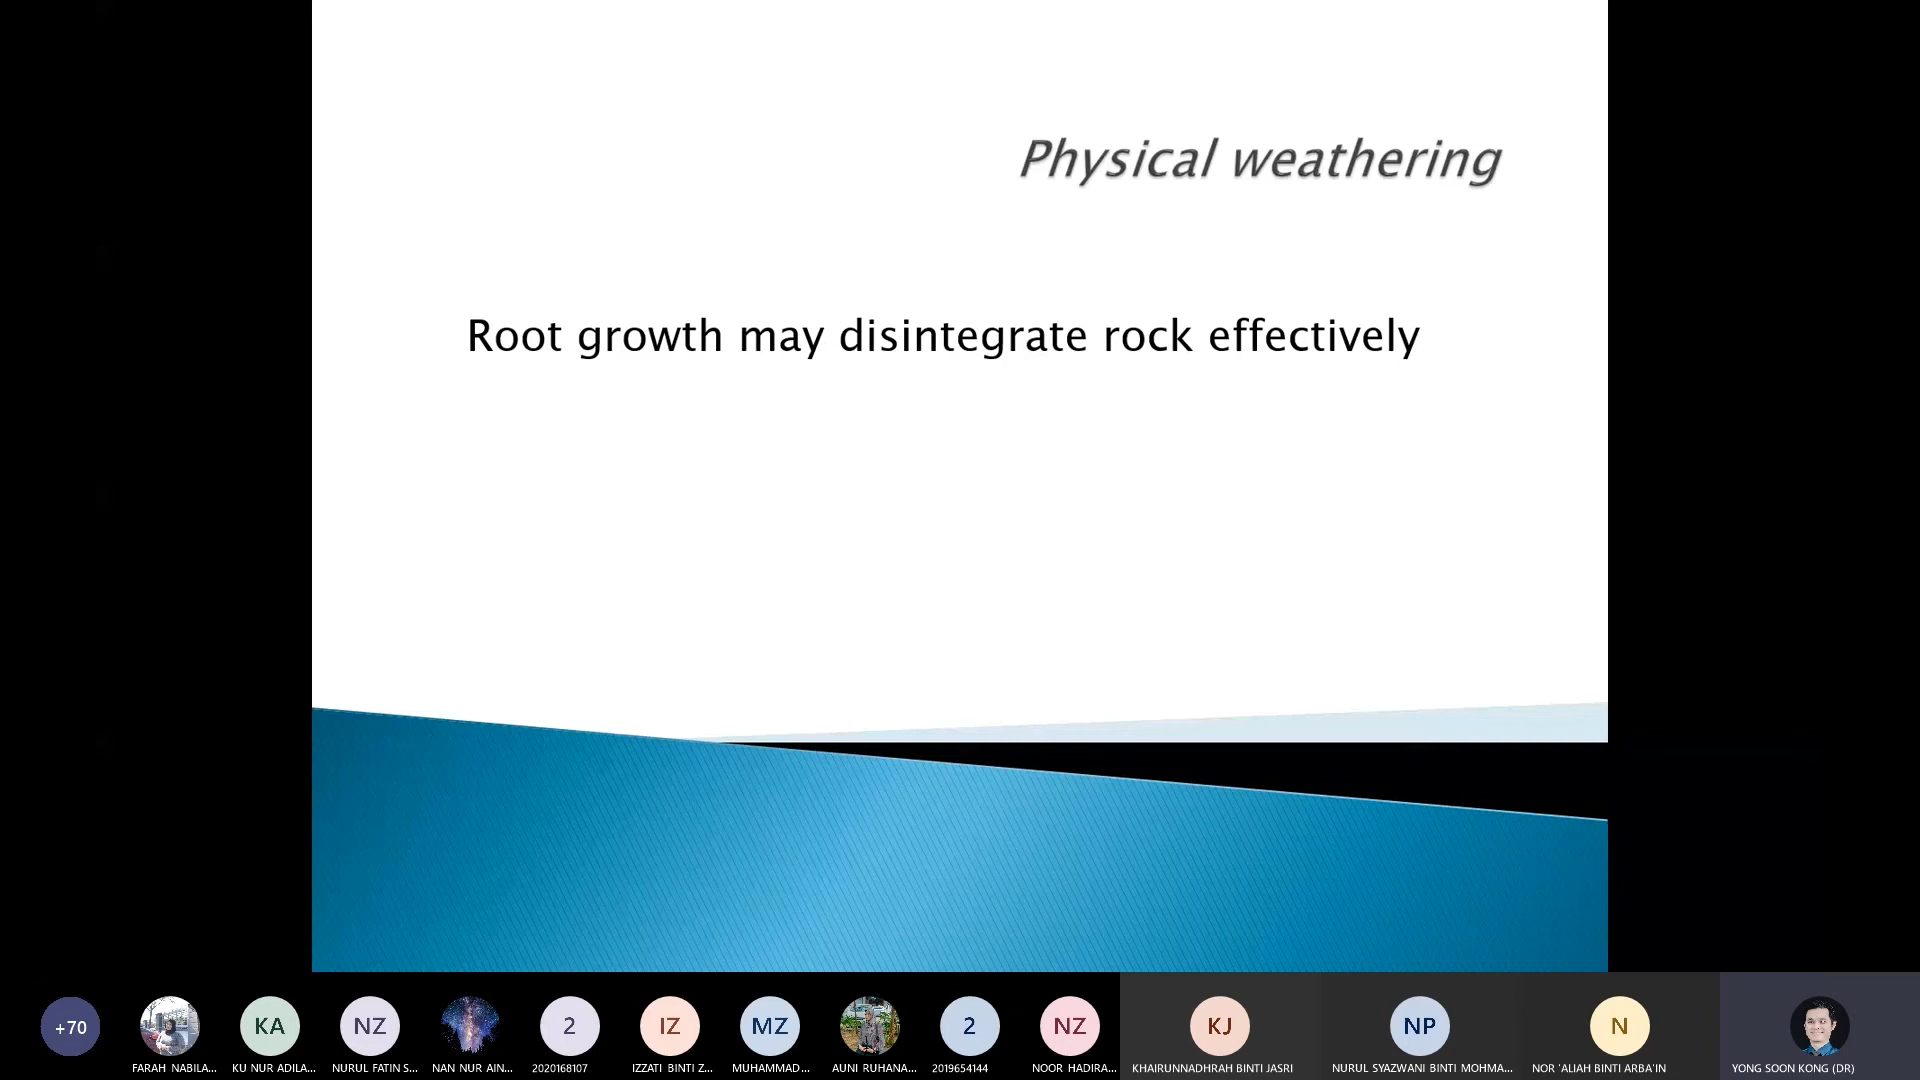 Physical weathering
Root growth may disintegrate rock effectively
+70
KA
NZ
2
IZ
MZ
2
NZ
KJ
NP
N
FARAH NABILA...
KU NUR ADILA...
NURUL FATIN S...
NAN NUR AIN...
2020168107
IZZATI BINTI Z...
MUHAMMAD...
AUNI RUHANA...
2019654144
NOOR HADIRA...
KHAIRUNNADHRAH BINTI JASRI
NURUL SYAZWANI BINTI MOHMA...
NOR 'ALIAH BINTI ARBA'IN
YONG SOON KONG (DR)